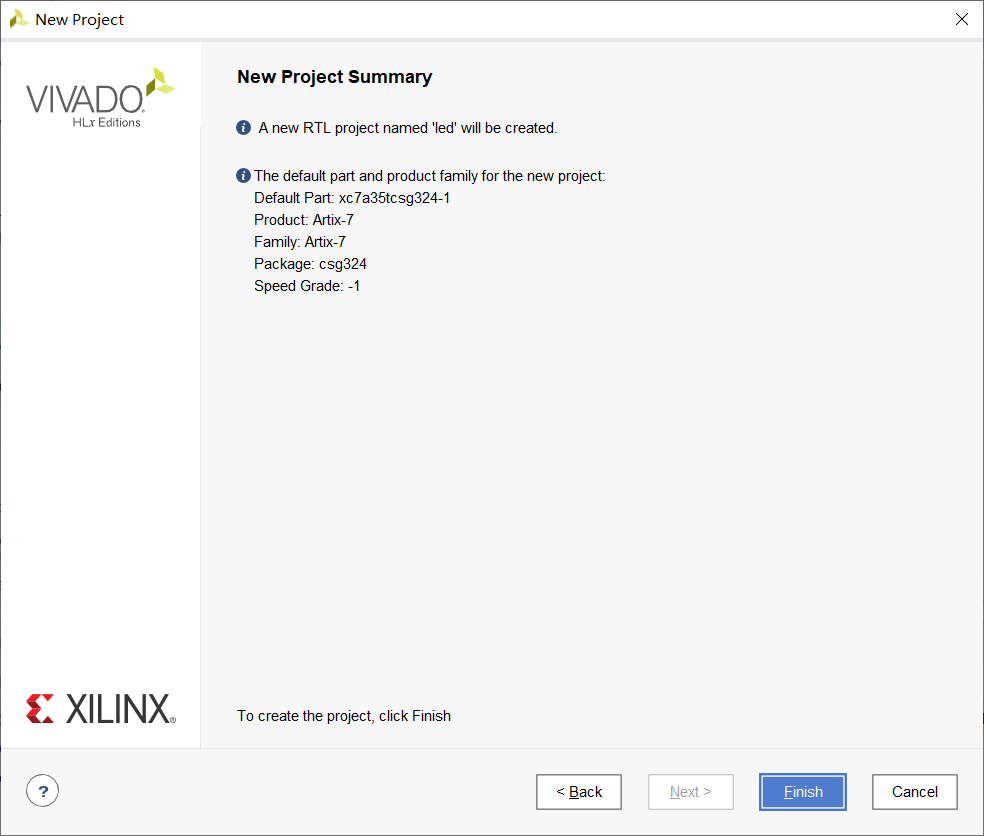 New Project
VIVADO
HLx Editions
New Project Summary
A new RTL project named 'led' will be created.
The default part and product family for the new project:
Default Part: xc7a35tcsg324-1
Product: Artix-7
Family: Artix-7
Package: csg324
Speed Grade: -1
XILINX®
To create the project, click Finish
?
< Back
Next >
Finish
Cancel